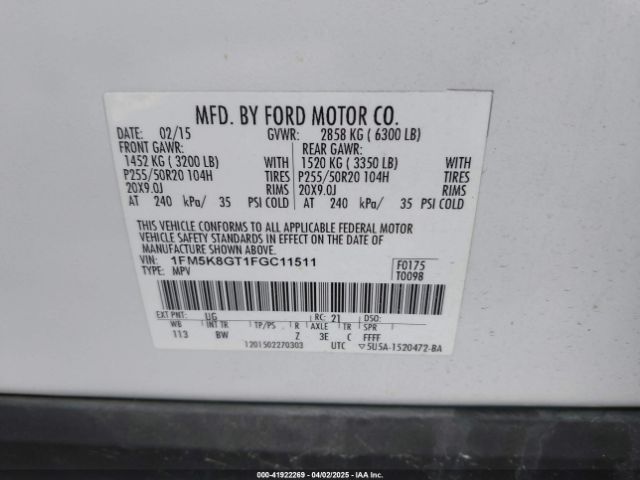 MFD. BY FORD MOTOR CO.
DATE: 02/15 GVWR: 2858 KG ( 6300 LB)
FRONT GAWR: REAR GAWR:
1452 KG ( 3200 LB) WITH 1520 KG ( 3350 LB) WITH
P255/50R20 104H TIRES P255/50R20 104H TIRES
20X9.0J RIMS 20X9.0J RIMS
AT 240 kPa/ 35 PSI COLD AT 240 kPa/ 35 PSI COLD
THIS VEHICLE CONFORMS TO ALL APPLICABLE FEDERAL MOTOR
VEHICLE SAFETY STANDARDS IN EFFECT ON THE DATE OF
MANUFACTURE SHOWN ABOVE.
VIN: 1FM5K8GT1FGC11511 F0175
TYPE: MPV T0098
EXT PNT: UG RC: 21 DSO:
WB INT TR TP/PS R AXLE TR SPR
113 BW Z 3E C FFFF
1201502270303 UTC ▽5U5A-1520472-BA
000-41922269 - 04/02/2025 - IAA Inc.